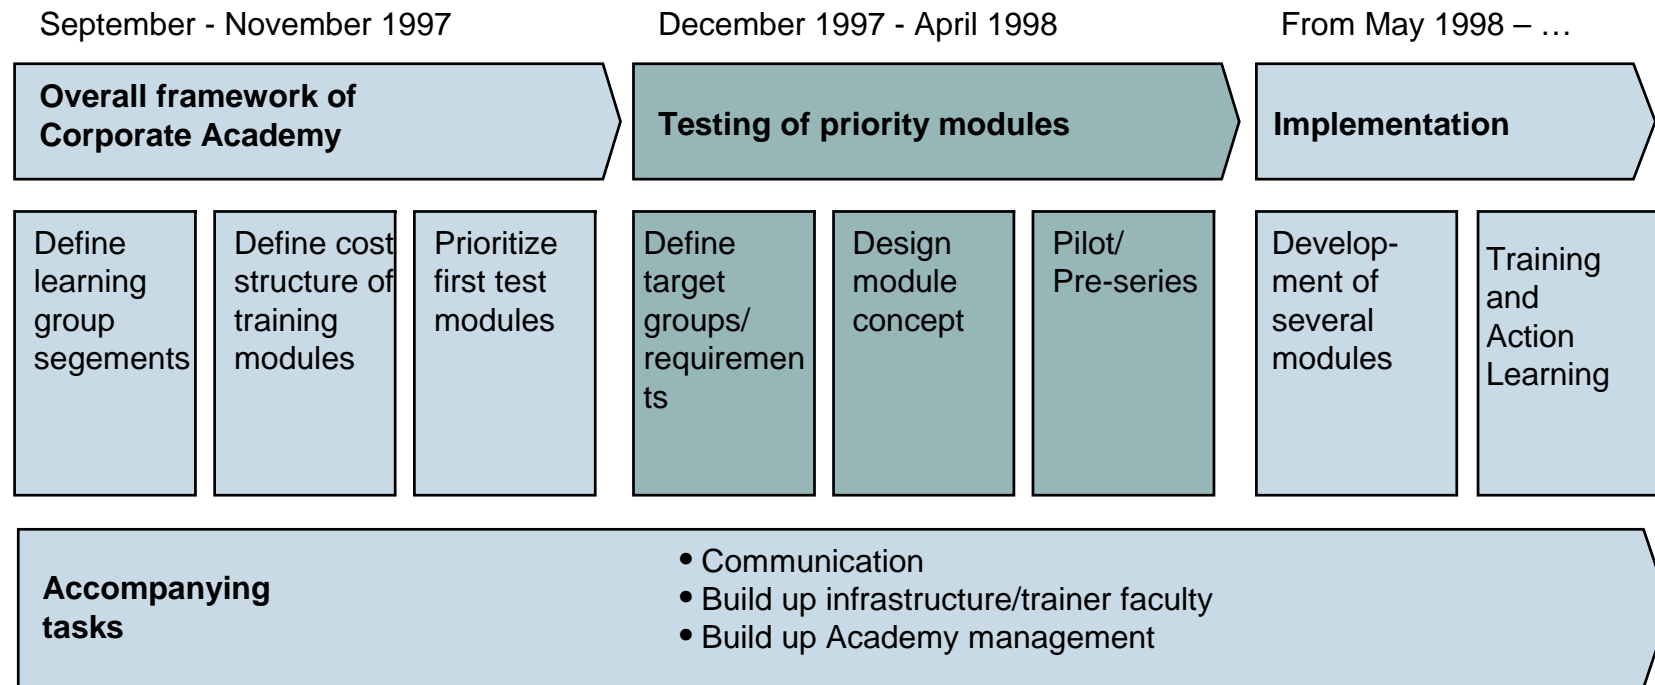 September - November 1997
December 1997 - April 1998
From May 1998 – …
Overall framework of
Corporate Academy
Testing of priority modules
Implementation
Define
learning
group
segements
Define cost
structure of
training
modules
Prioritize
first test
modules
Define
target
groups/
requiremen
ts
Design
module
concept
Pilot/
Pre-series
Develop-
ment of
several
modules
Training
and
Action
Learning
Accompanying
tasks
• Communication
• Build up infrastructure/trainer faculty
• Build up Academy management